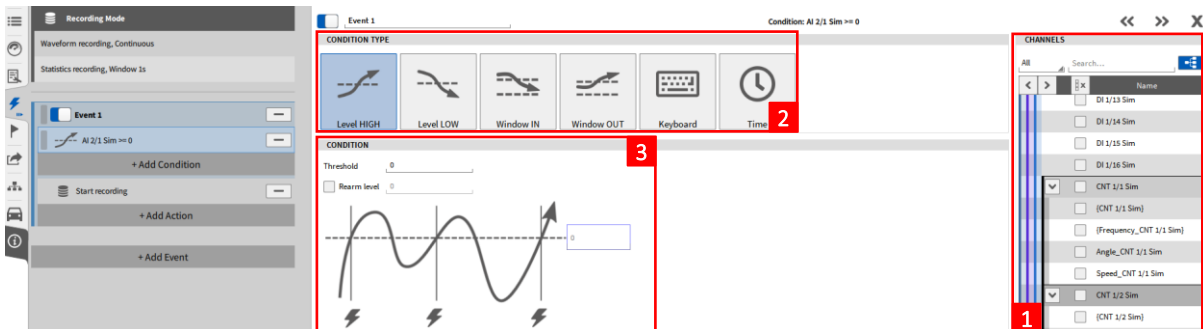 Recording Mode
Waveform recording, Continuous
Statistics recording, Window 1s
Event 1
AI 2/1 Sim >= 0
+ Add Condition
Start recording
+ Add Action
+ Add Event
Event 1
Condition: AI 2/1 Sim >= 0
<< >> X
CONDITION TYPE
Level HIGH
Level LOW
Window IN
Window OUT
Keyboard
Time
2
CONDITION
3
Threshold 0
Rearm level 0
0
CHANNELS
All Search...
< > x Name
DI 1/13 Sim
DI 1/14 Sim
DI 1/15 Sim
DI 1/16 Sim
CNT 1/1 Sim
{CNT 1/1 Sim}
{Frequency_CNT 1/1 Sim}
Angle_CNT 1/1 Sim
Speed_CNT 1/1 Sim
CNT 1/2 Sim
{CNT 1/2 Sim}
1